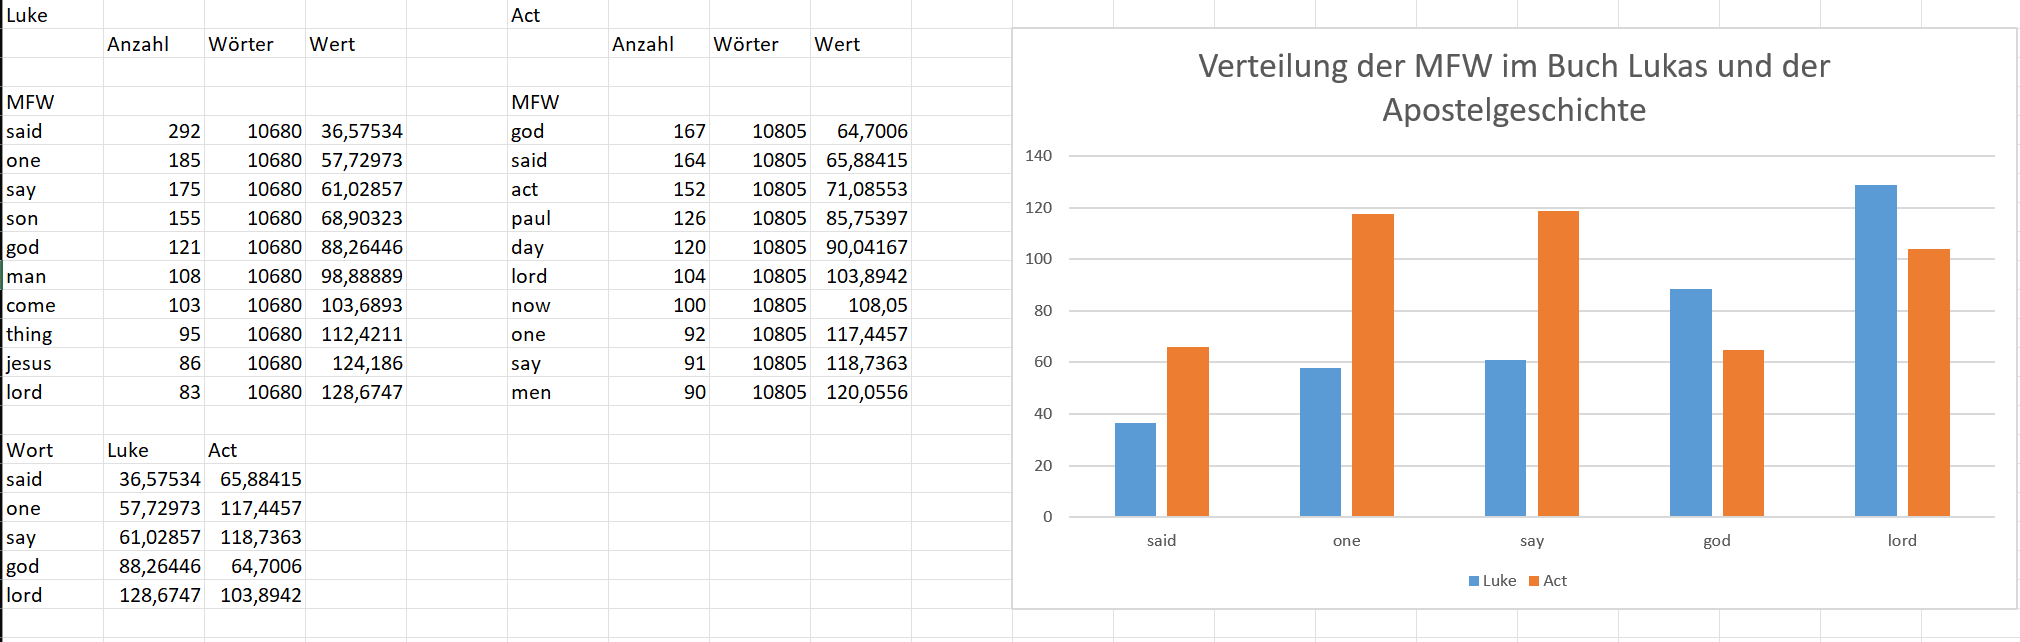 Luke Act
Anzahl Wörter Wert Anzahl Wörter Wert
MFW MFW
said 292 10680 36,57534 god 167 10805 64,7006
one 185 10680 57,72973 said 164 10805 65,88415
say 175 10680 61,02857 act 152 10805 71,08553
son 155 10680 68,90323 paul 126 10805 85,75397
god 121 10680 88,26446 day 120 10805 90,04167
man 108 10680 98,88889 lord 104 10805 103,8942
come 103 10680 103,6893 now 100 10805 108,05
thing 95 10680 112,4211 one 92 10805 117,4457
jesus 86 10680 124,186 say 91 10805 118,7363
lord 83 10680 128,6747 men 90 10805 120,0556
Wort Luke Act
said 36,57534 65,88415
one 57,72973 117,4457
say 61,02857 118,7363
god 88,26446 64,7006
lord 128,6747 103,8942
Verteilung der MFW im Buch Lukas und der
Apostelgeschichte
140
120
100
80
60
40
20
0
said one say god lord
Luke Act